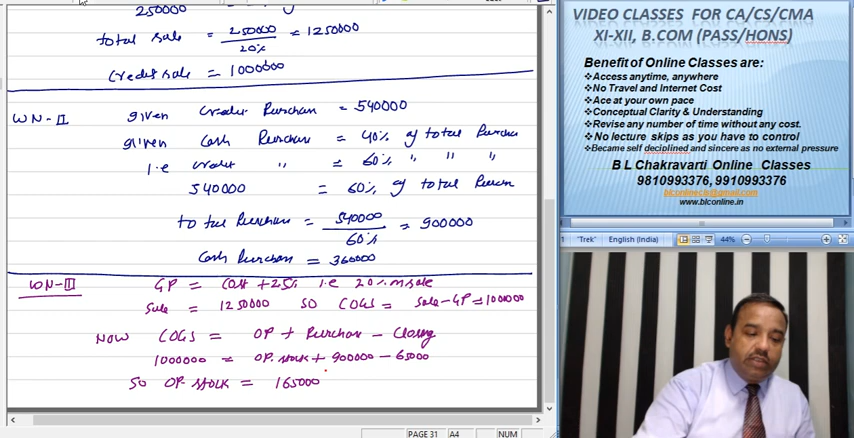 250000
total sale = 250000 / 20% = 1250000
Credit sale = 1000000
WN-II given Credit Purchase = 540000
given Cash Purchase = 40% of total Purchase
i.e credit " = 60% " " "
540000 = 60% of total
total Purchase = 540000 / 60% = 900000
Cash Purchase = 360000
WN-III GP = Cost + 25% i.e 20% on sale
Sale = 1250000 SO COGS = Sale - GP = 1000000
NOW COGS = OP + Purchase - Closing
1000000 = OP. stock + 900000 - 65000
SO OP. stock = 165000
PAGE 31 A4 NUM
VIDEO CLASSES FOR CA/CS/CMA
XI-XII, B.COM (PASS/HONS)
Benefit of Online Classes are:
❖Access anytime, anywhere
❖No Travel and Internet Cost
❖Ace at your own pace
❖Conceptual Clarity & Understanding
❖Revise any number of time without any cost.
❖No lecture skips as you have to control
❖Became self deciplined and sincere as no external pressure
B L Chakravarti Online Classes
9810993376, 9910993376
blconlinecls@gmail.com
www.blconline.in
1 "Trek" English (India) 44%